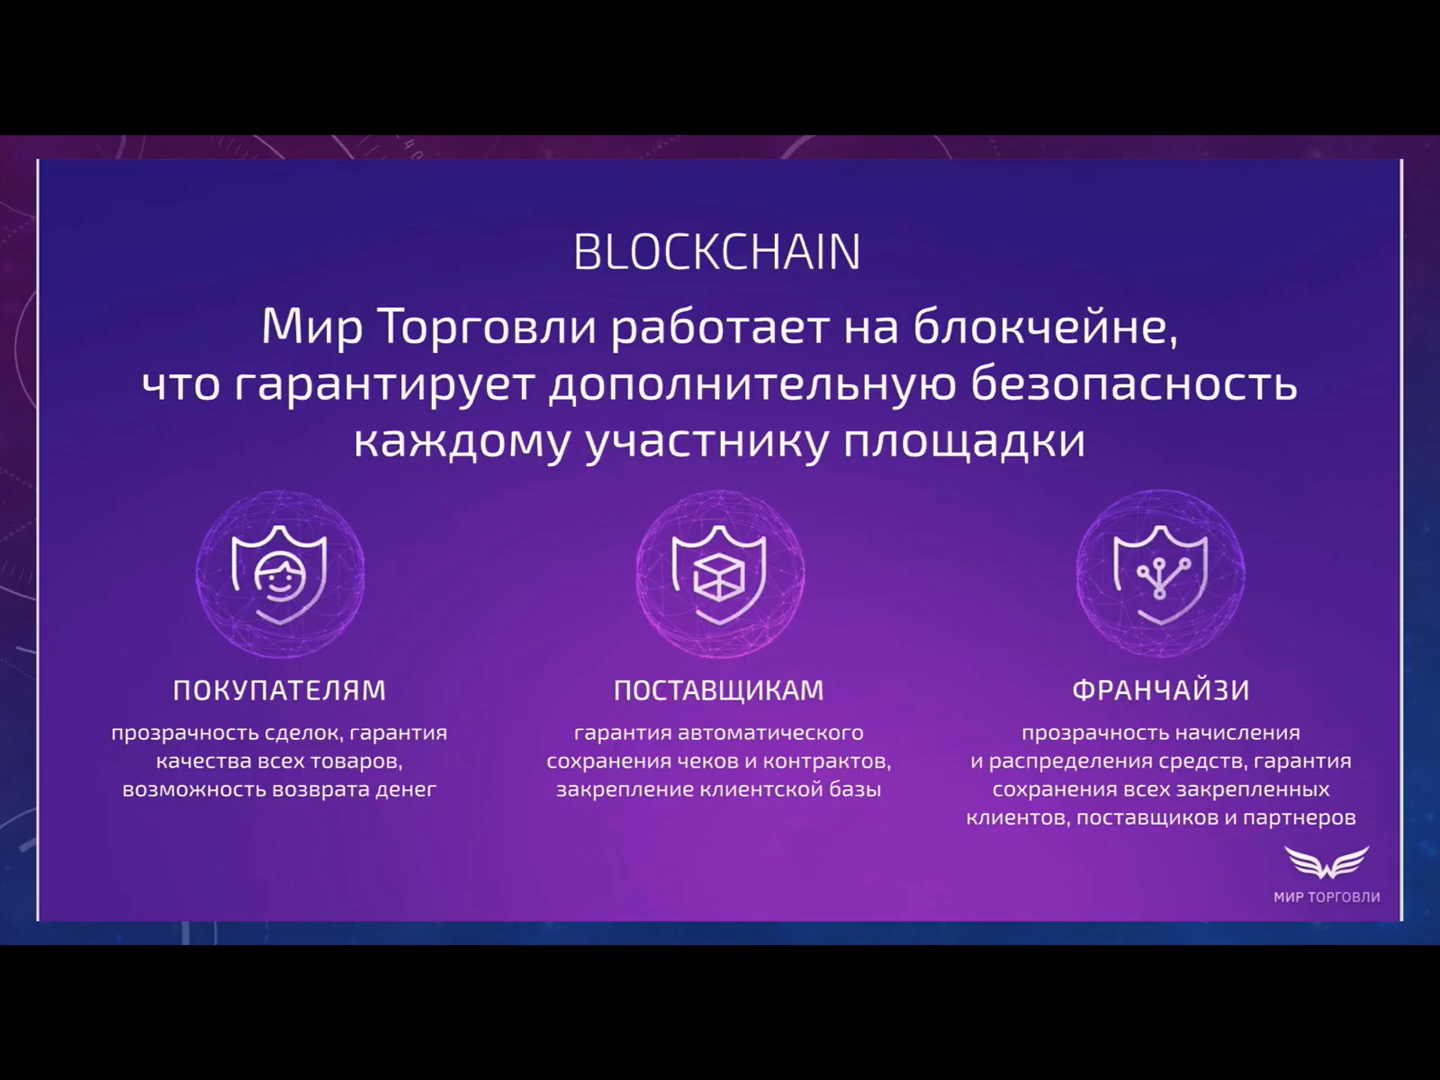 BLOCKCHAIN
Мир Торговли работает на блокчейне,
что гарантирует дополнительную безопасность
каждому участнику площадки
ПОКУПАТЕЛЯМ
прозрачность сделок, гарантия
качества всех товаров,
возможность возврата денег
ПОСТАВЩИКАМ
гарантия автоматического
сохранения чеков и контрактов,
закрепление клиентской базы
ФРАНЧАЙЗИ
прозрачность начисления
и распределения средств, гарантия
сохранения всех закрепленных
клиентов, поставщиков и партнеров
МИР ТОРГОВЛИ
40